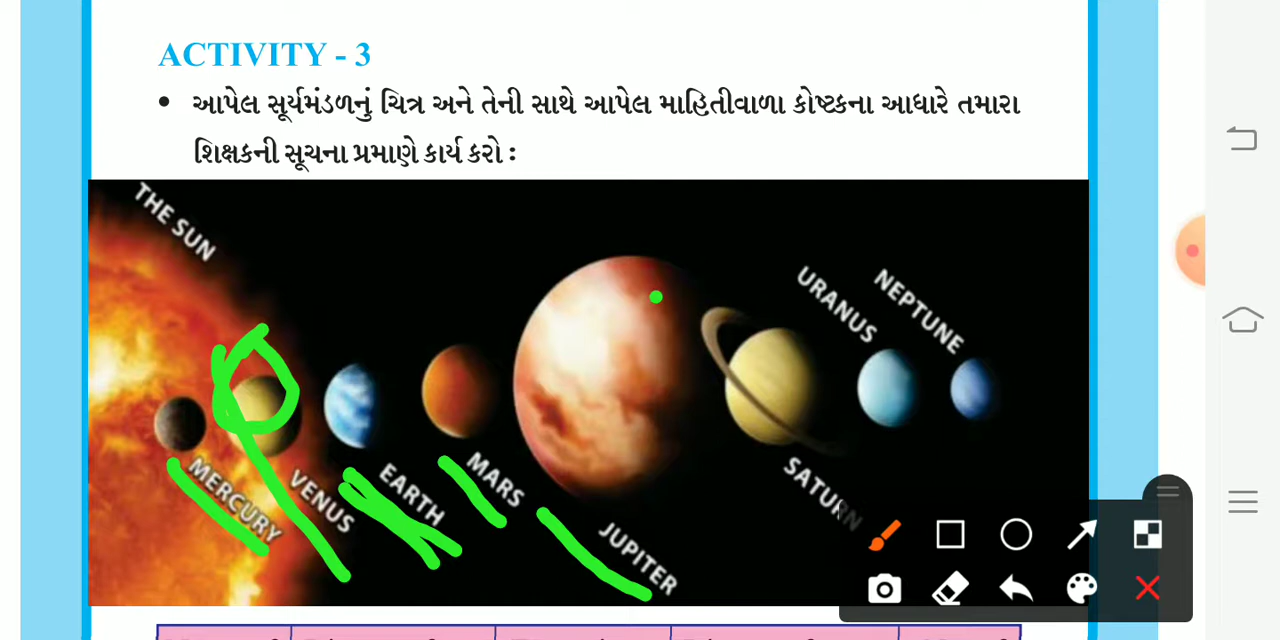 ACTIVITY - 3
• આપેલ સૂર્યમંડળનું ચિત્ર અને તેની સાથે આપેલ માહિતીવાળા કોષ્ટકના આધારે તમારા
શિક્ષકની સૂચના પ્રમાણે કાર્ય કરો :
THE SUN
MERCURY
VENUS
EARTH
MARS
JUPITER
SATURN
URANUS
NEPTUNE